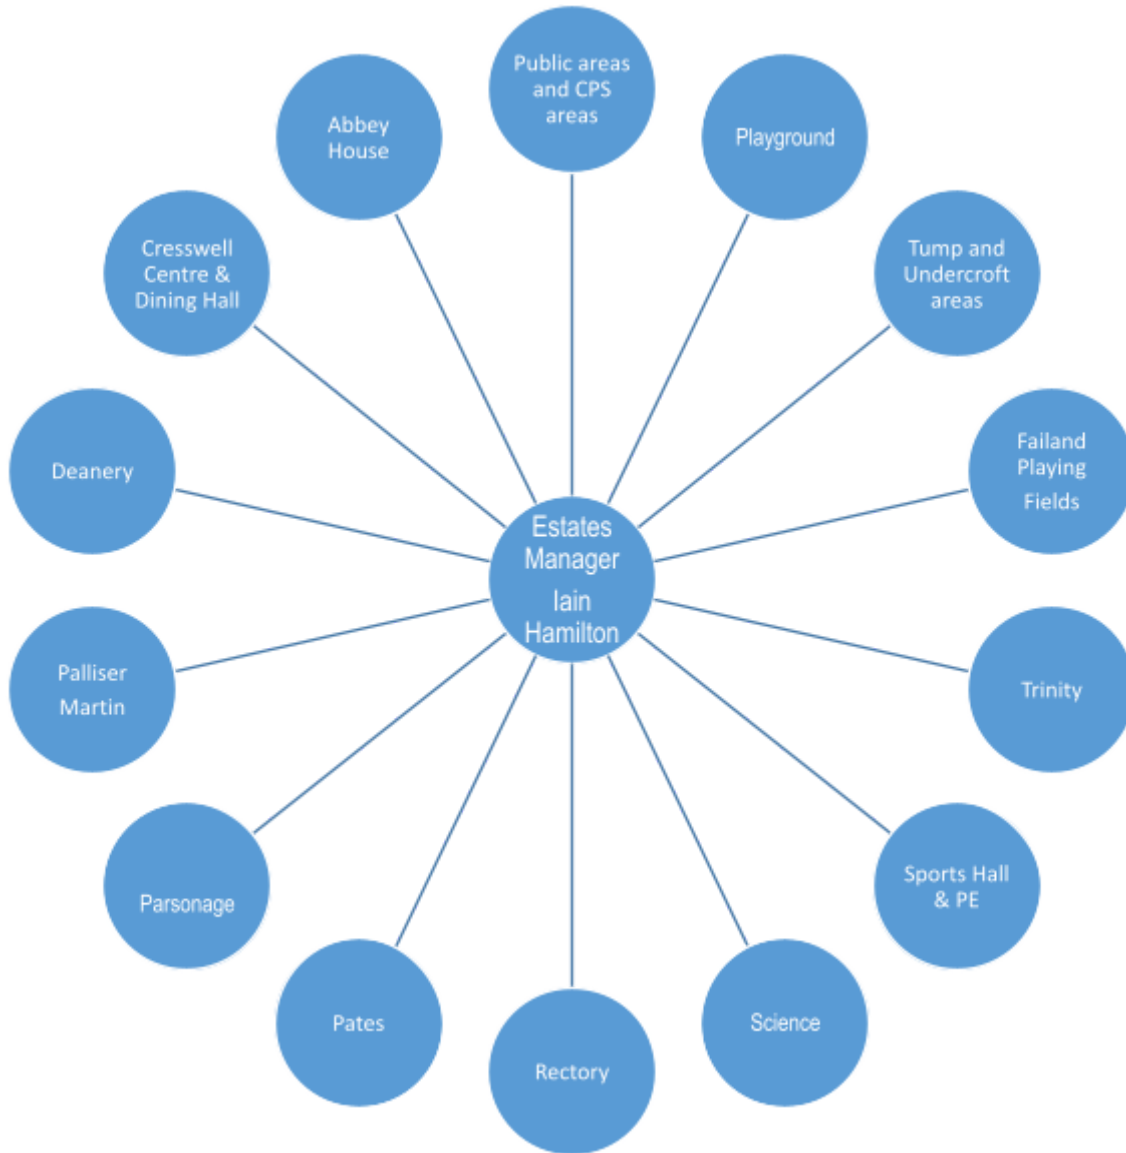 Public areas
and CPS
areas
Playground
Tump and
Undercroft
areas
Failand
Playing
Fields
Trinity
Sports Hall
& PE
Science
Rectory
Pates
Parsonage
Palliser
Martin
Deanery
Cresswell
Centre &
Dining Hall
Abbey
House
Estates
Manager
Iain
Hamilton